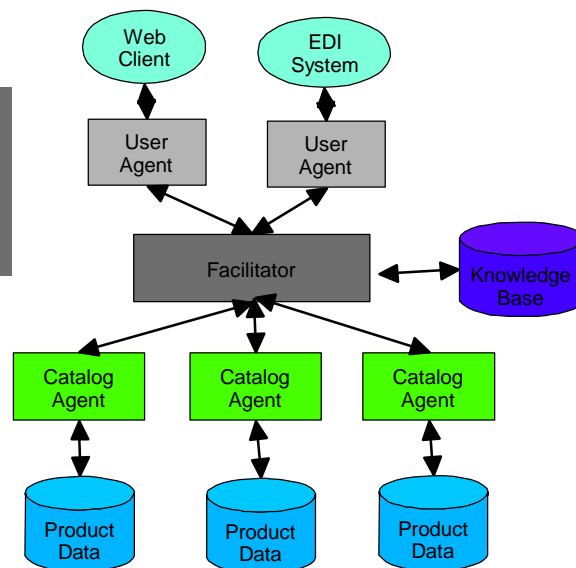 Web
Client
EDI
System
User
Agent
User
Agent
Facilitator
Knowledge
Base
Catalog
Agent
Catalog
Agent
Catalog
Agent
Product
Data
Product
Data
Product
Data